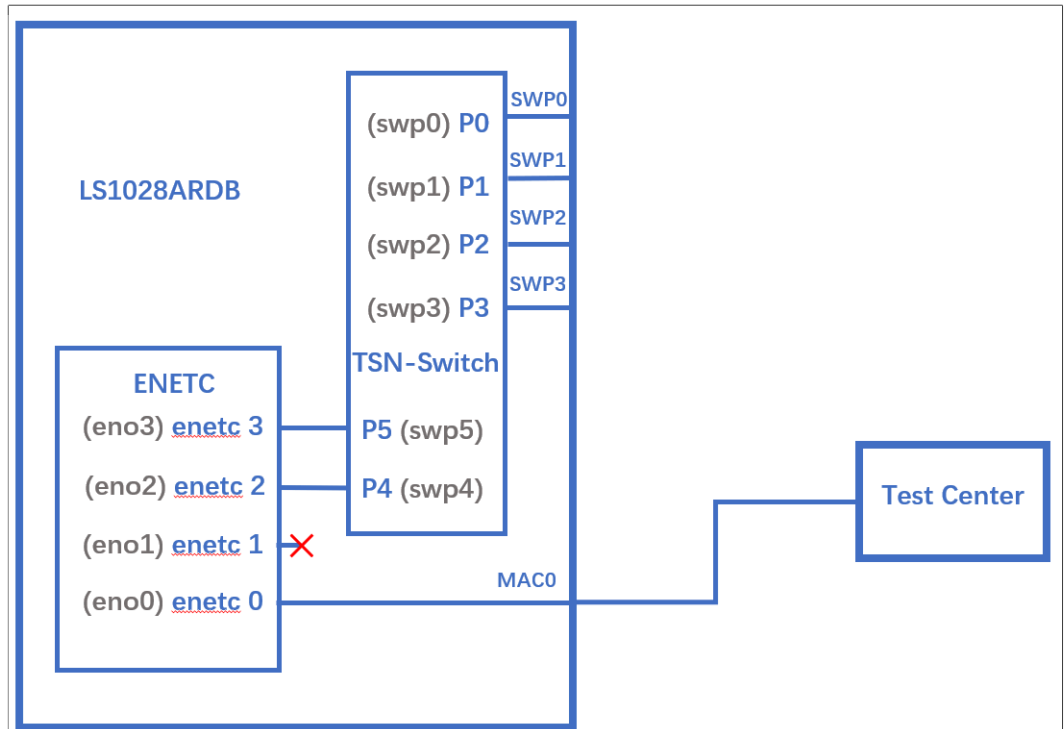 SWP0
(swp0) P0
SWP1
LS1028ARDB
(swp1) P1
SWP2
(swp2) P2
SWP3
(swp3) P3
TSN-Switch
ENETC
(eno3) enetc 3
P5 (swp5)
(eno2) enetc 2
P4 (swp4)
Test Center
(eno1) enetc 1
MAC0
(eno0) enetc 0